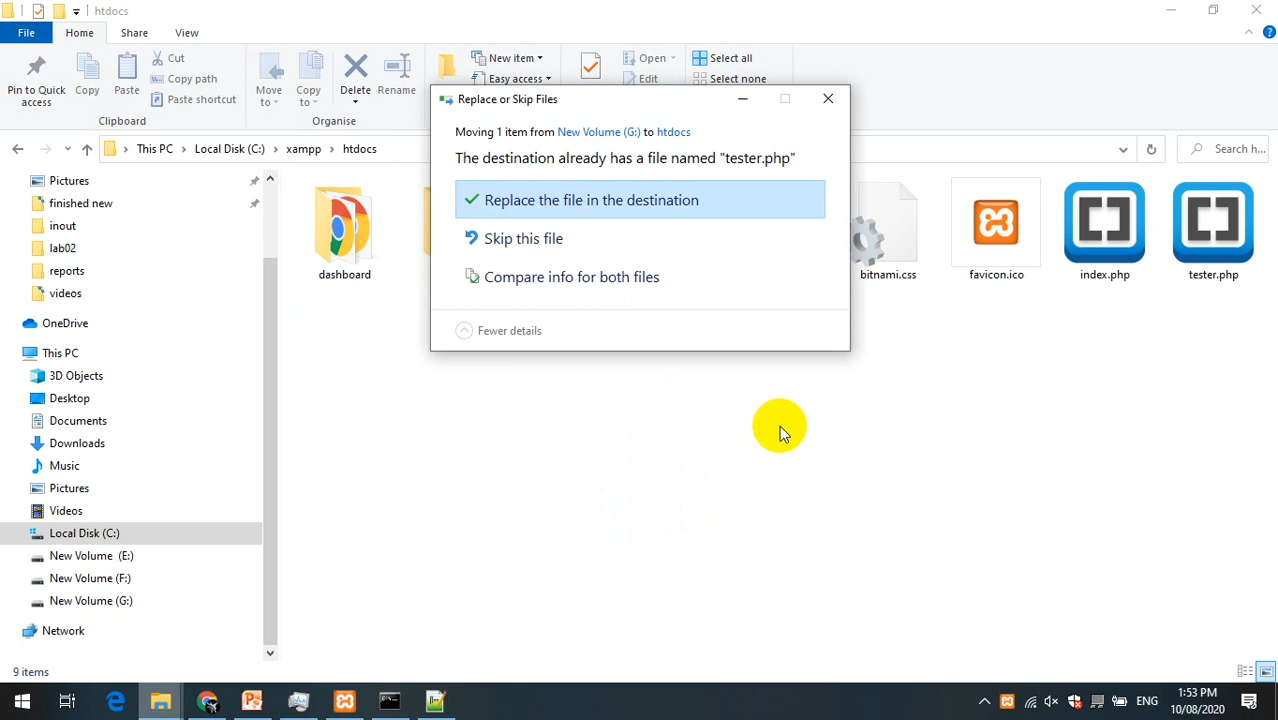 htdocs
File
Home
Share
View
Pin to Quick access
Copy
Paste
Cut
Copy path
Paste shortcut
Clipboard
Move to
Copy to
Delete
Rename
Organise
New item
Easy access
Open
Edit
Select all
Select none
This PC
Local Disk (C:)
xampp
htdocs
Search h...
Replace or Skip Files
Moving 1 item from New Volume (G:) to htdocs
The destination already has a file named "tester.php"
Replace the file in the destination
Skip this file
Compare info for both files
Fewer details
Pictures
finished new
inout
lab02
reports
videos
OneDrive
This PC
3D Objects
Desktop
Documents
Downloads
Music
Pictures
Videos
Local Disk (C:)
New Volume (E:)
New Volume (F:)
New Volume (G:)
Network
dashboard
bitnami.css
favicon.ico
index.php
tester.php
9 items
ENG
1:53 PM
10/08/2020